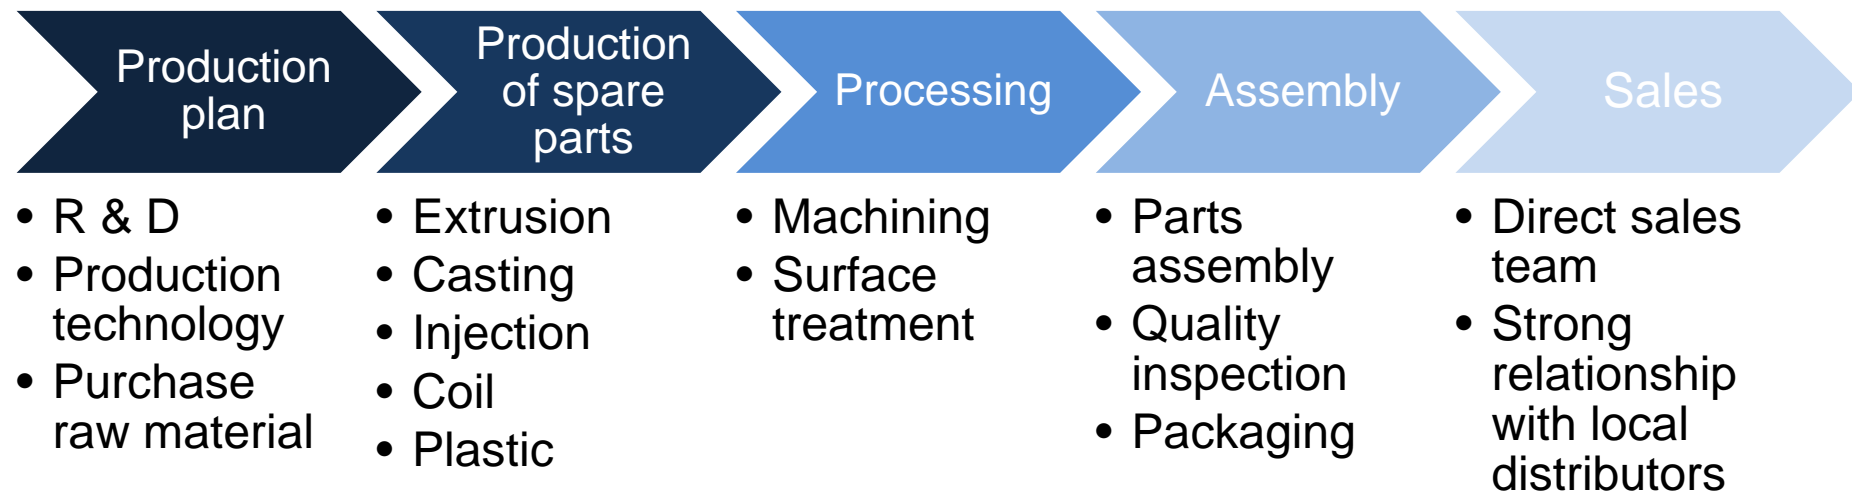 Production
plan
Production
of spare
parts
Processing
Assembly
Sales
• R & D
• Production
technology
• Purchase
raw material
• Extrusion
• Casting
• Injection
• Coil
• Plastic
• Machining
• Surface
treatment
• Parts
assembly
• Quality
inspection
• Packaging
• Direct sales
team
• Strong
relationship
with local
distributors